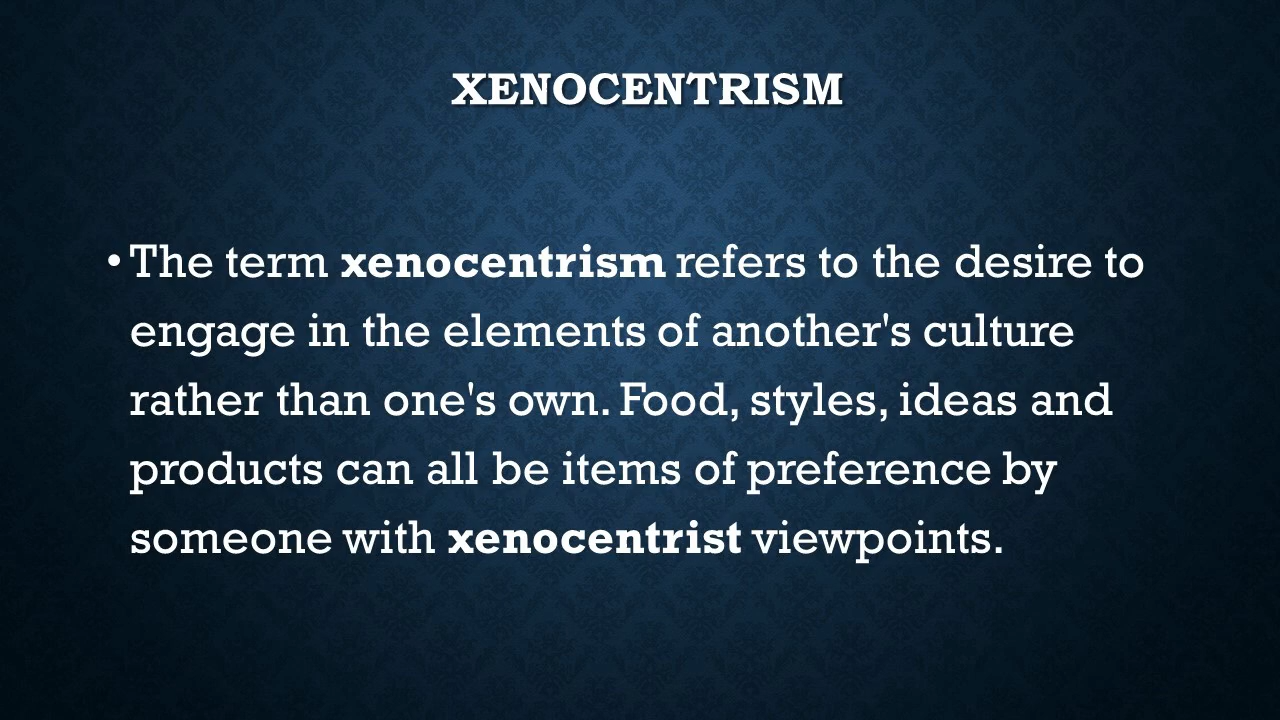 XENOCENTRISM
• The term xenocentrism refers to the desire to
engage in the elements of another's culture
rather than one's own. Food, styles, ideas and
products can all be items of preference by
someone with xenocentrist viewpoints.